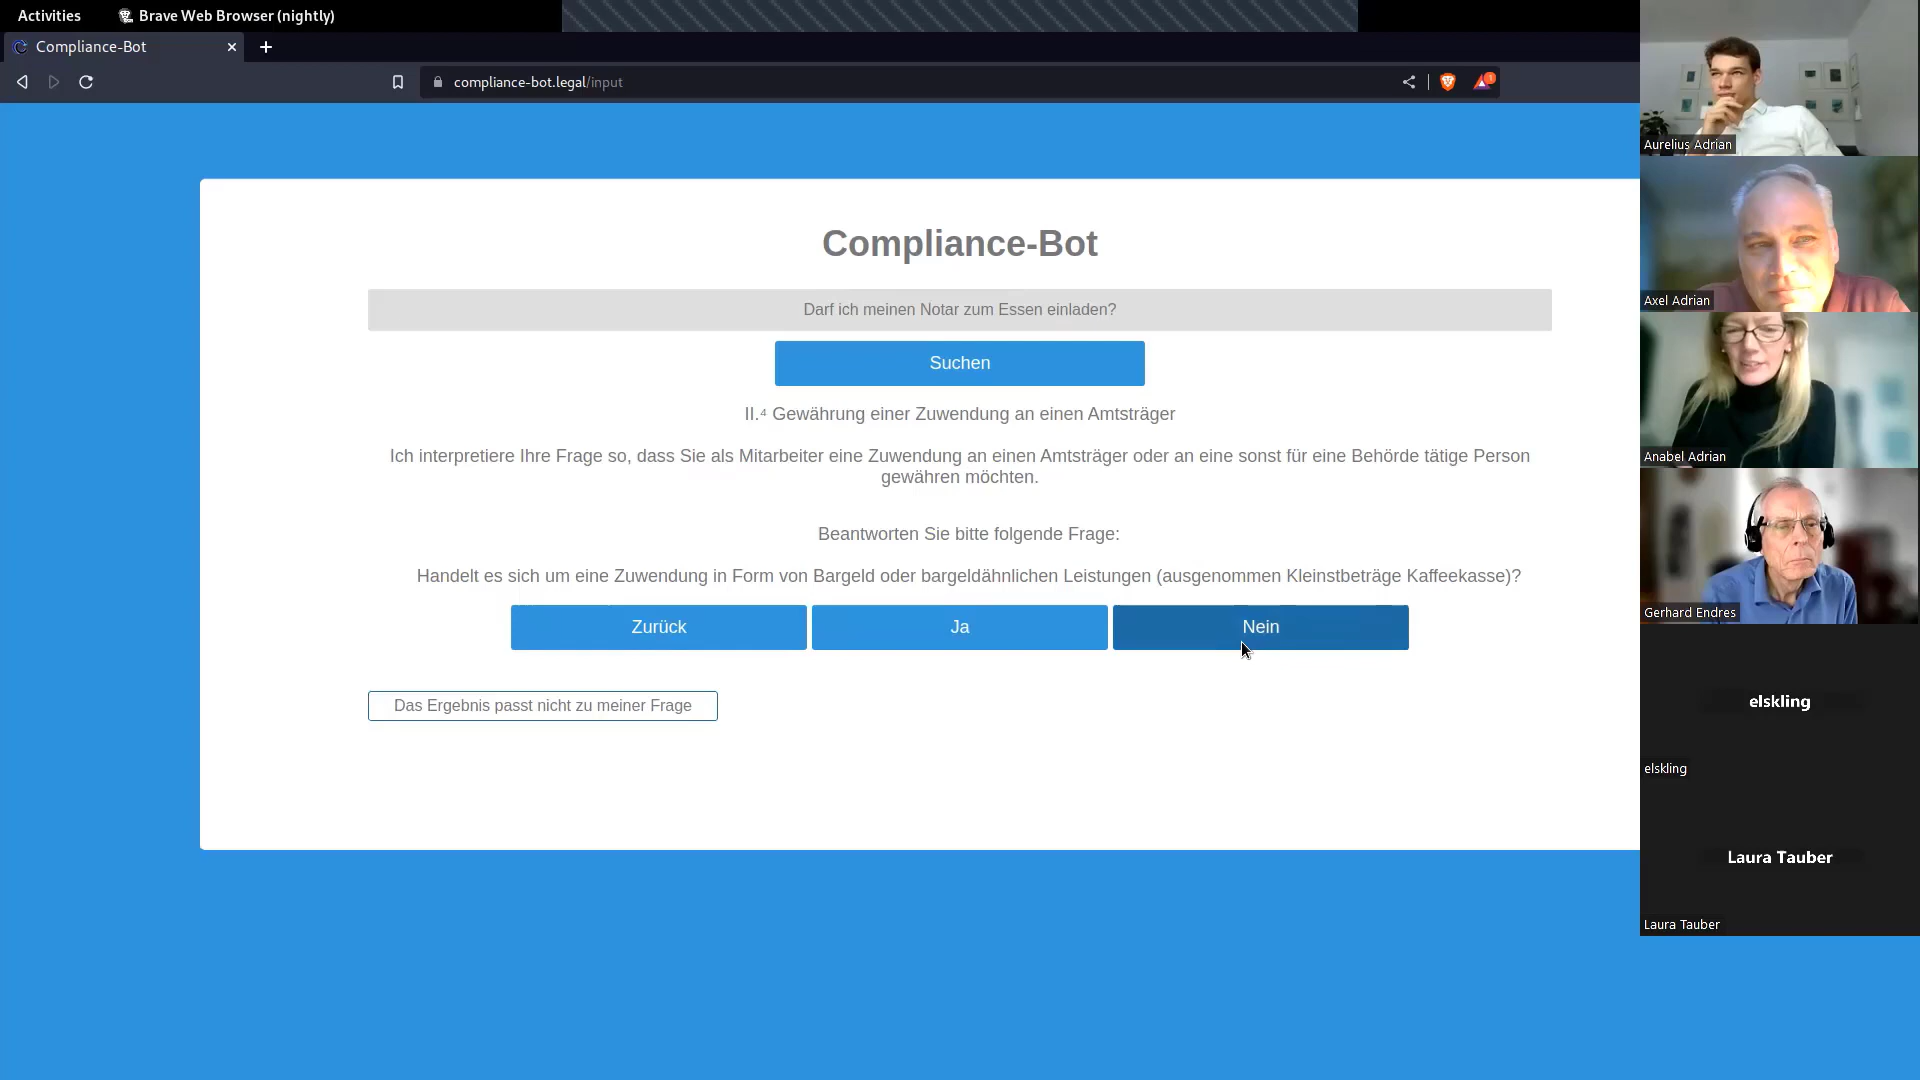 Activities
Brave Web Browser (nightly)
Compliance-Bot
compliance-bot.legal/input
1
Compliance-Bot
Darf ich meinen Notar zum Essen einladen?
Suchen
II.⁴ Gewährung einer Zuwendung an einen Amtsträger
Ich interpretiere Ihre Frage so, dass Sie als Mitarbeiter eine Zuwendung an einen Amtsträger oder an eine sonst für eine Behörde tätige Person
gewähren möchten.
Beantworten Sie bitte folgende Frage:
Handelt es sich um eine Zuwendung in Form von Bargeld oder bargeldähnlichen Leistungen (ausgenommen Kleinstbeträge Kaffeekasse)?
Zurück
Ja
Nein
Das Ergebnis passt nicht zu meiner Frage
Aurelius Adrian
Axel Adrian
Anabel Adrian
Gerhard Endres
elskling
elskling
Laura Tauber
Laura Tauber